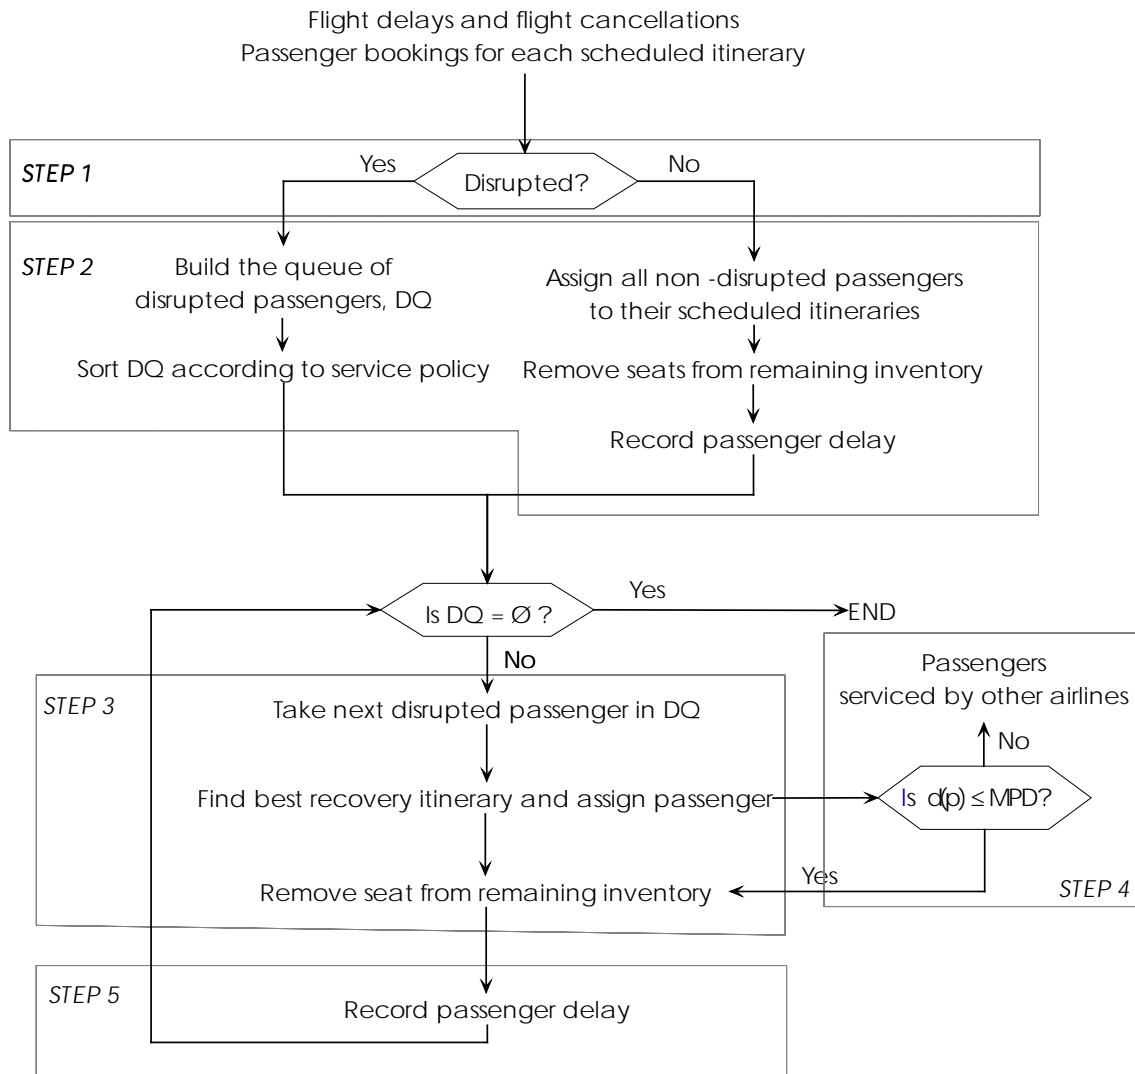 Flight delays and flight cancellations
Passenger bookings for each scheduled itinerary
STEP 1
Yes
Disrupted?
No
STEP 2
Build the queue of
disrupted passengers, DQ
Sort DQ according to service policy
Assign all non -disrupted passengers
to their scheduled itineraries
Remove seats from remaining inventory
Record passenger delay
Is DQ = Ø ?
Yes
END
No
STEP 3
Take next disrupted passenger in DQ
Find best recovery itinerary and assign passenger
Remove seat from remaining inventory
Passengers
serviced by other airlines
No
Is d(p) ≤ MPD?
Yes
STEP 4
STEP 5
Record passenger delay